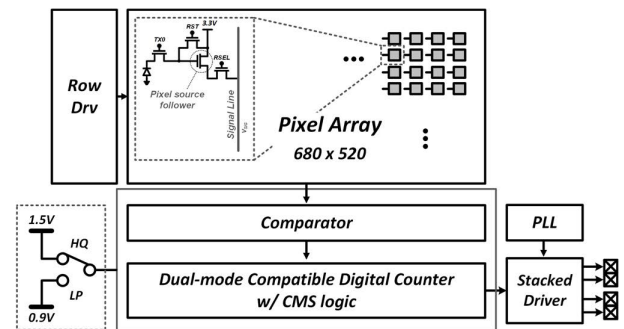 Row
Drv
3.3V
RST
TX0
RSEL
Pixel source
follower
Signal Line
Pixel Array
680 x 520
1.5V
HQ
LP
0.9V
Comparator
Dual-mode Compatible Digital Counter
w/ CMS logic
PLL
Stacked
Driver